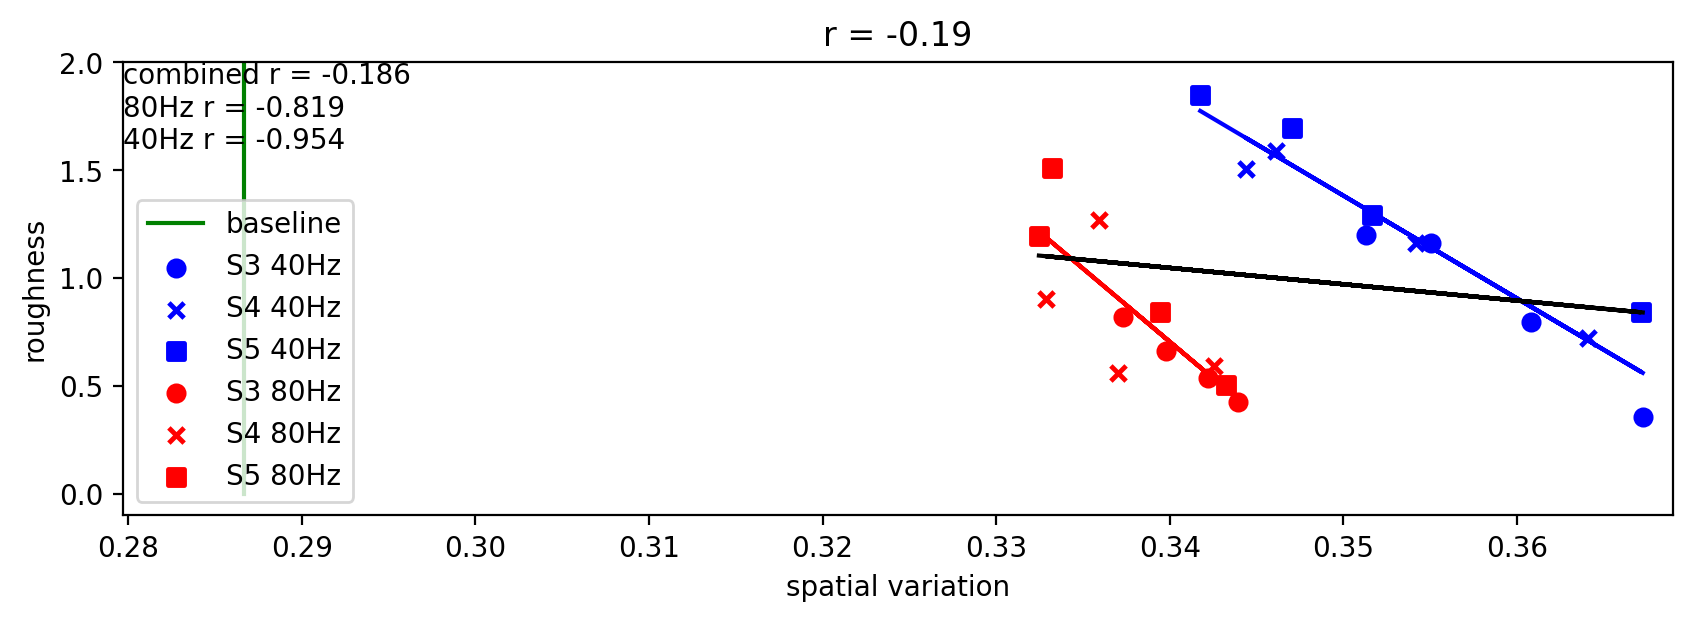 r = -0.19
combined r = -0.186
80Hz r = -0.819
40Hz r = -0.954
baseline
S3 40Hz
S4 40Hz
S5 40Hz
S3 80Hz
S4 80Hz
S5 80Hz
roughness
2.0
1.5
1.0
0.5
0.0
0.28 0.29 0.30 0.31 0.32 0.33 0.34 0.35 0.36
spatial variation